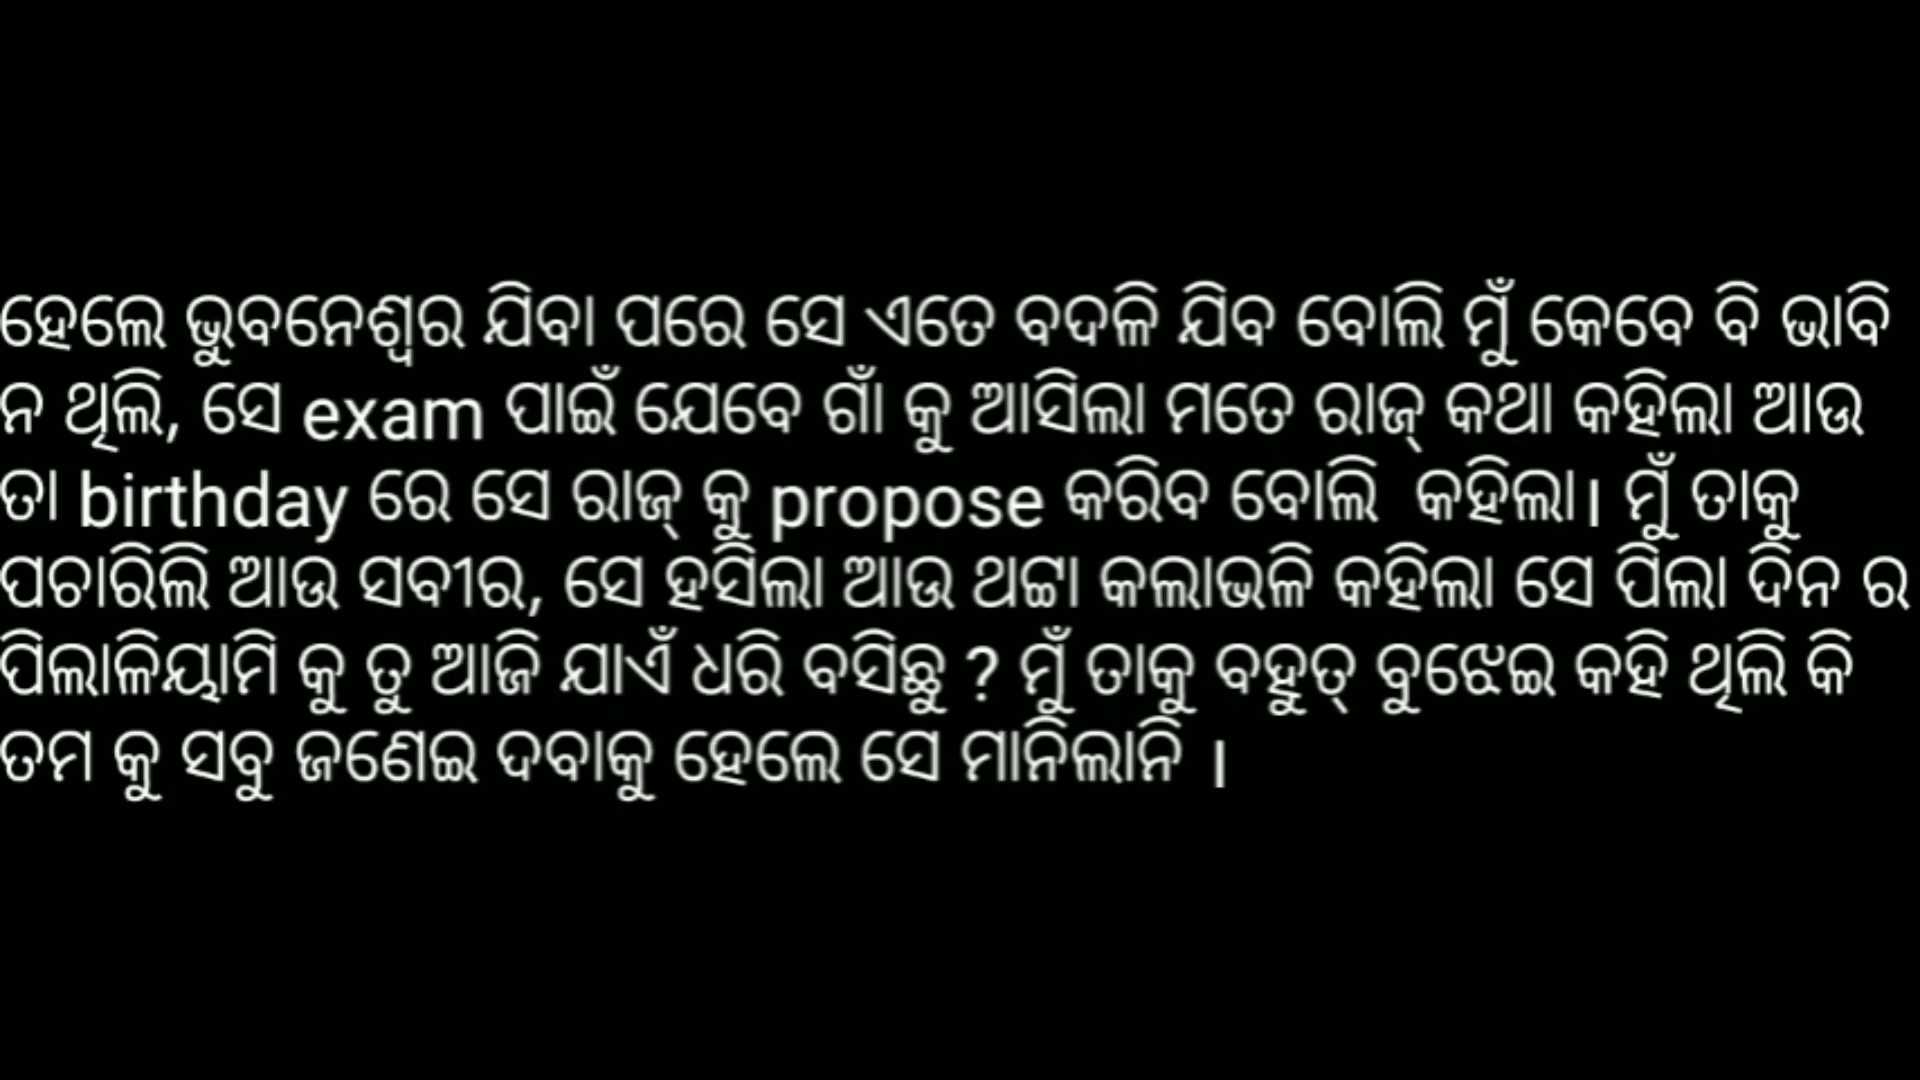 ହେଲେ ଭୁବନେଶ୍ୱର ଯିବା ପରେ ସେ ଏତେ ବଦଳି ଯିବ ବୋଲି ମୁଁ କେବେ ବି ଭାବି
ନ ଥିଲି, ସେ exam ପାଇଁ ଯେବେ ଗାଁ କୁ ଆସିଲା ମତେ ରାଜ୍ କଥା କହିଲା ଆଉ
ତା birthday ରେ ସେ ରାଜ୍ କୁ propose କରିବ ବୋଲି  କହିଲା। ମୁଁ ତାକୁ
ପଚାରିଲି ଆଉ ସବୀର, ସେ ହସିଲା ଆଉ ଥଟ୍ଟା କଲାଭଳି କହିଲା ସେ ପିଲା ଦିନ ର
ପିଲାଳିୟାମି କୁ ତୁ ଆଜି ଯାଏଁ ଧରି ବସିଛୁ ? ମୁଁ ତାକୁ ବହୁତ୍ ବୁଝେଇ କହି ଥିଲି କି
ତମ କୁ ସବୁ ଜଣେଇ ଦବାକୁ ହେଲେ ସେ ମାନିଲାନି ।